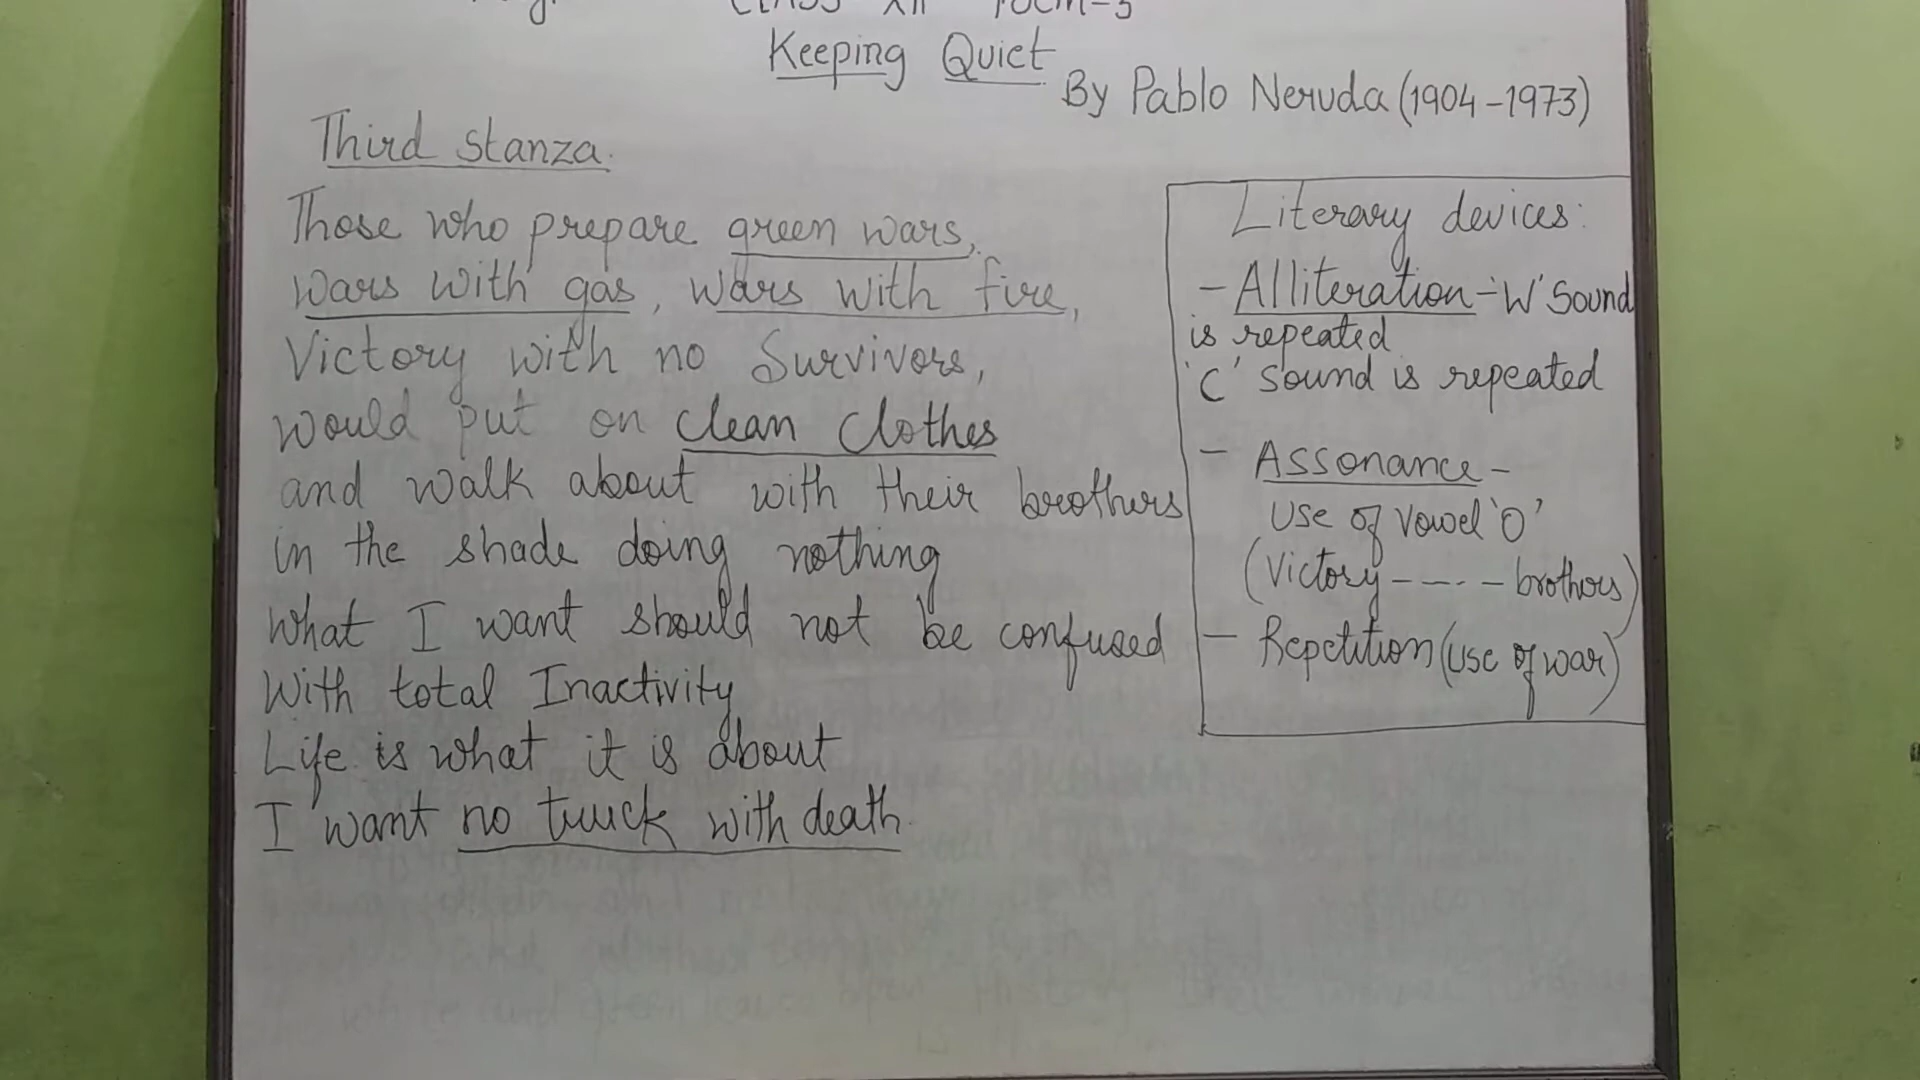 CLASS XII Poem-3
Keeping Quiet
By Pablo Neruda (1904-1973)
Third Stanza.
Those who prepare green wars,
wars with gas, wars with fire,
Victory with no Survivors,
would put on clean clothes
and walk about with their brothers
in the shade doing nothing
What I want should not be confused
With total Inactivity
Life is what it is about
I want no truck with death.
Literary devices:
- Alliteration - 'W' Sound
is repeated
'C' Sound is repeated
- Assonance -
Use of Vowel 'O'
(Victory ---- brothers)
- Repetition (use of war)